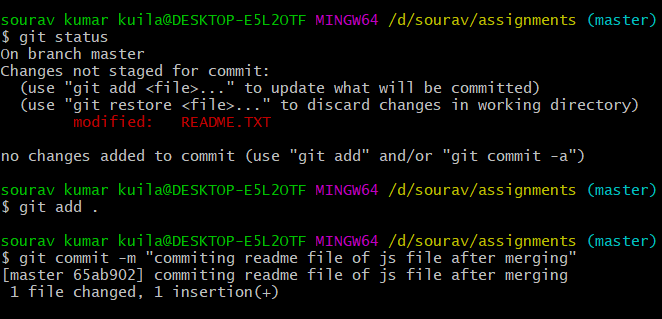 sourav kumar kuila@DESKTOP-E5L2OTF MINGW64 /d/sourav/assignments (master)
$ git status
On branch master
Changes not staged for commit:
  (use "git add <file>..." to update what will be committed)
  (use "git restore <file>..." to discard changes in working directory)
        modified:   README.TXT

no changes added to commit (use "git add" and/or "git commit -a")

sourav kumar kuila@DESKTOP-E5L2OTF MINGW64 /d/sourav/assignments (master)
$ git add .

sourav kumar kuila@DESKTOP-E5L2OTF MINGW64 /d/sourav/assignments (master)
$ git commit -m "commiting readme file of js file after merging"
[master 65ab902] commiting readme file of js file after merging
 1 file changed, 1 insertion(+)